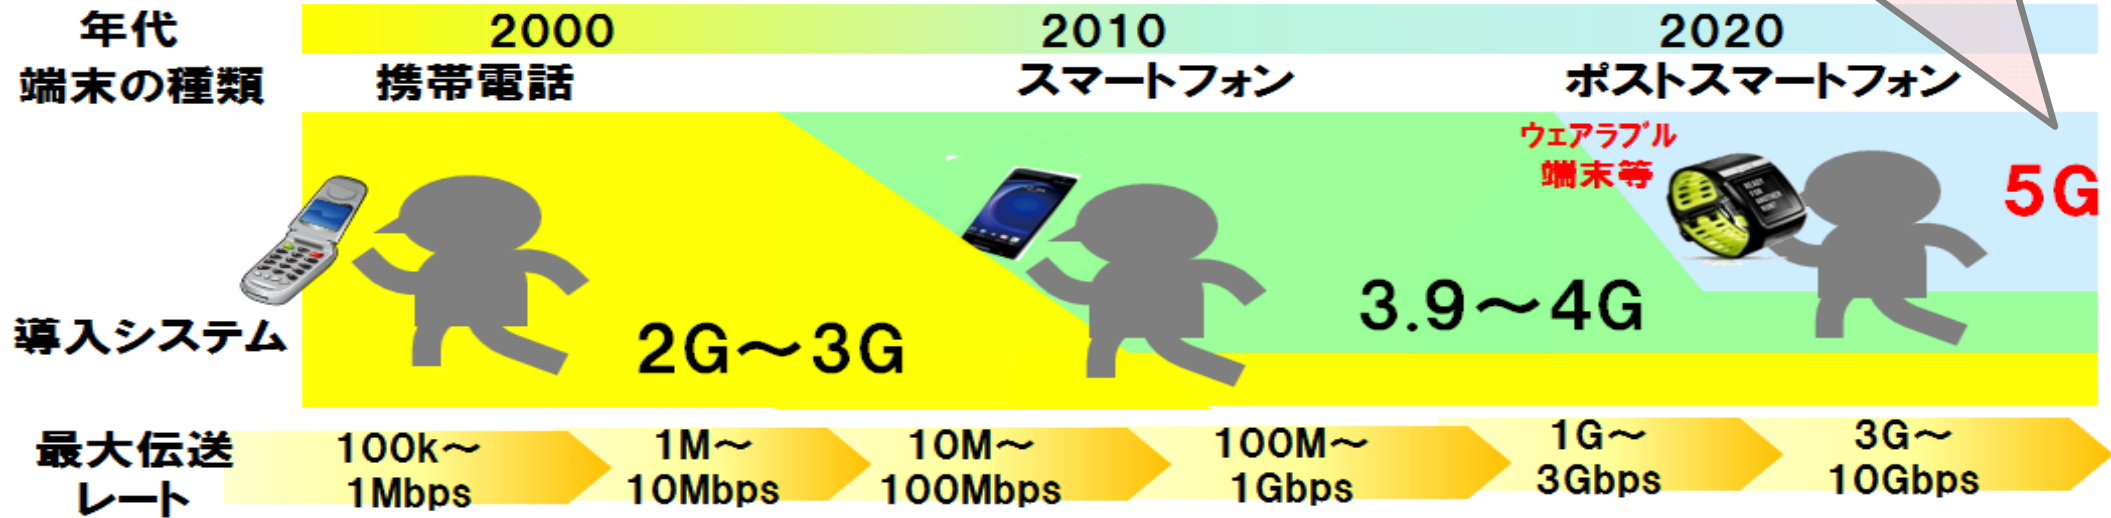 年代
2000
2010
2020
端末の種類
携帯電話
スマートフォン
ポストスマートフォン
ウェアラブル
端末等
5G
導入システム
2G～3G
3.9～4G
最大伝送
レート
100k～
1Mbps
1M～
10Mbps
10M～
100Mbps
100M～
1Gbps
1G～
3Gbps
3G～
10Gbps